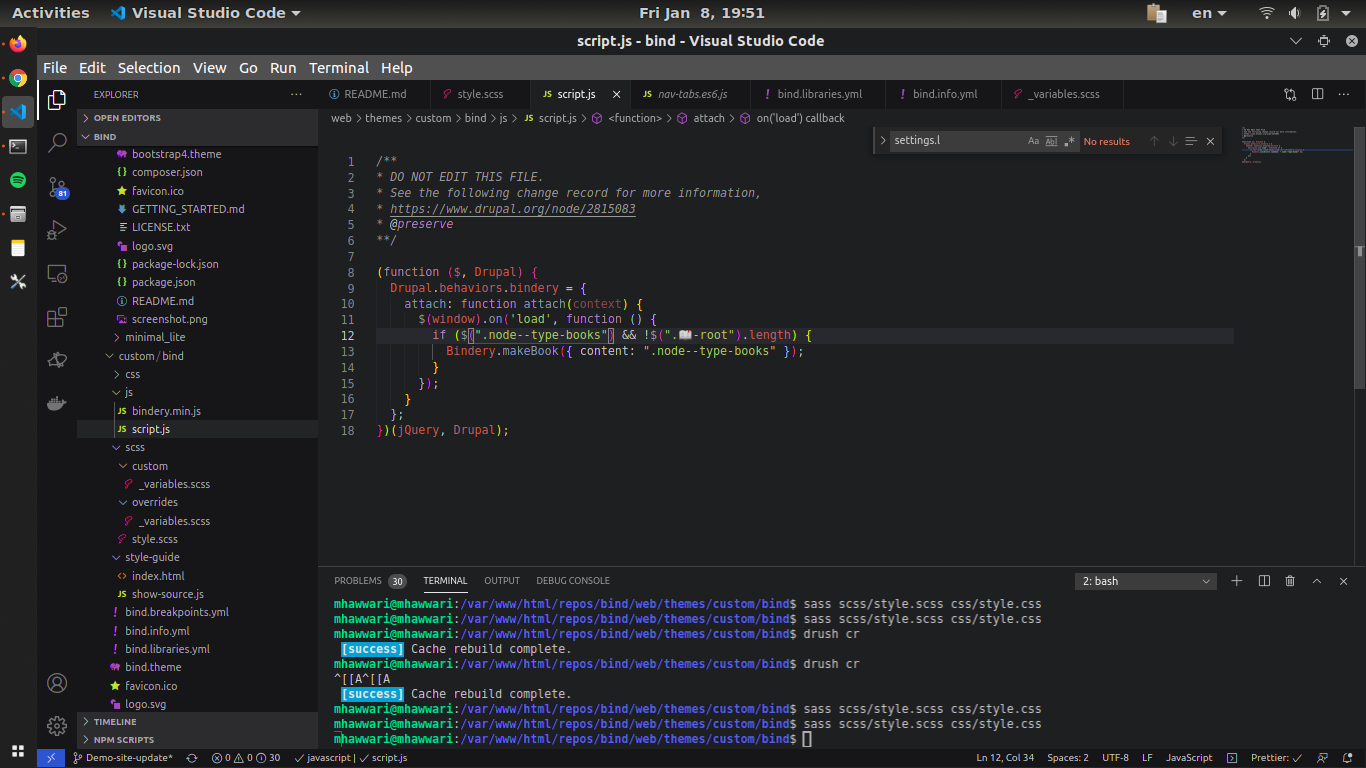 Activities Visual Studio Code Fri Jan 8, 19:51 en
script.js - bind - Visual Studio Code
File Edit Selection View Go Run Terminal Help
EXPLORER ···
README.md style.scss JS script.js JS nav-tabs.es6.js ! bind.libraries.yml ! bind.info.yml _variables.scss
web > themes > custom > bind > js > JS script.js > <function> > attach > on('load') callback
settings.l Aa Abl .* No results
OPEN EDITORS
BIND
bootstrap4.theme
composer.json
favicon.ico
GETTING_STARTED.md
LICENSE.txt
logo.svg
package-lock.json
package.json
README.md
screenshot.png
minimal_lite
custom / bind
css
js
JS bindery.min.js
JS script.js
scss
custom
_variables.scss
overrides
_variables.scss
style.scss
style-guide
index.html
JS show-source.js
! bind.breakpoints.yml
! bind.info.yml
! bind.libraries.yml
bind.theme
favicon.ico
logo.svg
TIMELINE
NPM SCRIPTS
81
1 /**
2 * DO NOT EDIT THIS FILE.
3 * See the following change record for more information,
4 * https://www.drupal.org/node/2815083
5 * @preserve
6 **/
7
8 (function ($, Drupal) {
9 Drupal.behaviors.bindery = {
10 attach: function attach(context) {
11 $(window).on('load', function () {
12 if ($(".node--type-books") && !$(".📖-root").length) {
13 Bindery.makeBook({ content: ".node--type-books" });
14 }
15 });
16 }
17 };
18 })(jQuery, Drupal);
PROBLEMS 30 TERMINAL OUTPUT DEBUG CONSOLE 2: bash
mhawwari@mhawwari:/var/www/html/repos/bind/web/themes/custom/bind$ sass scss/style.scss css/style.css
mhawwari@mhawwari:/var/www/html/repos/bind/web/themes/custom/bind$ sass scss/style.scss css/style.css
mhawwari@mhawwari:/var/www/html/repos/bind/web/themes/custom/bind$ drush cr
[success] Cache rebuild complete.
mhawwari@mhawwari:/var/www/html/repos/bind/web/themes/custom/bind$ drush cr
^[[A^[[A
[success] Cache rebuild complete.
mhawwari@mhawwari:/var/www/html/repos/bind/web/themes/custom/bind$ sass scss/style.scss css/style.css
mhawwari@mhawwari:/var/www/html/repos/bind/web/themes/custom/bind$ sass scss/style.scss css/style.css
mhawwari@mhawwari:/var/www/html/repos/bind/web/themes/custom/bind$
Demo-site-update* 0 0 30 javascript | script.js Ln 12, Col 34 Spaces: 2 UTF-8 LF JavaScript Prettier: